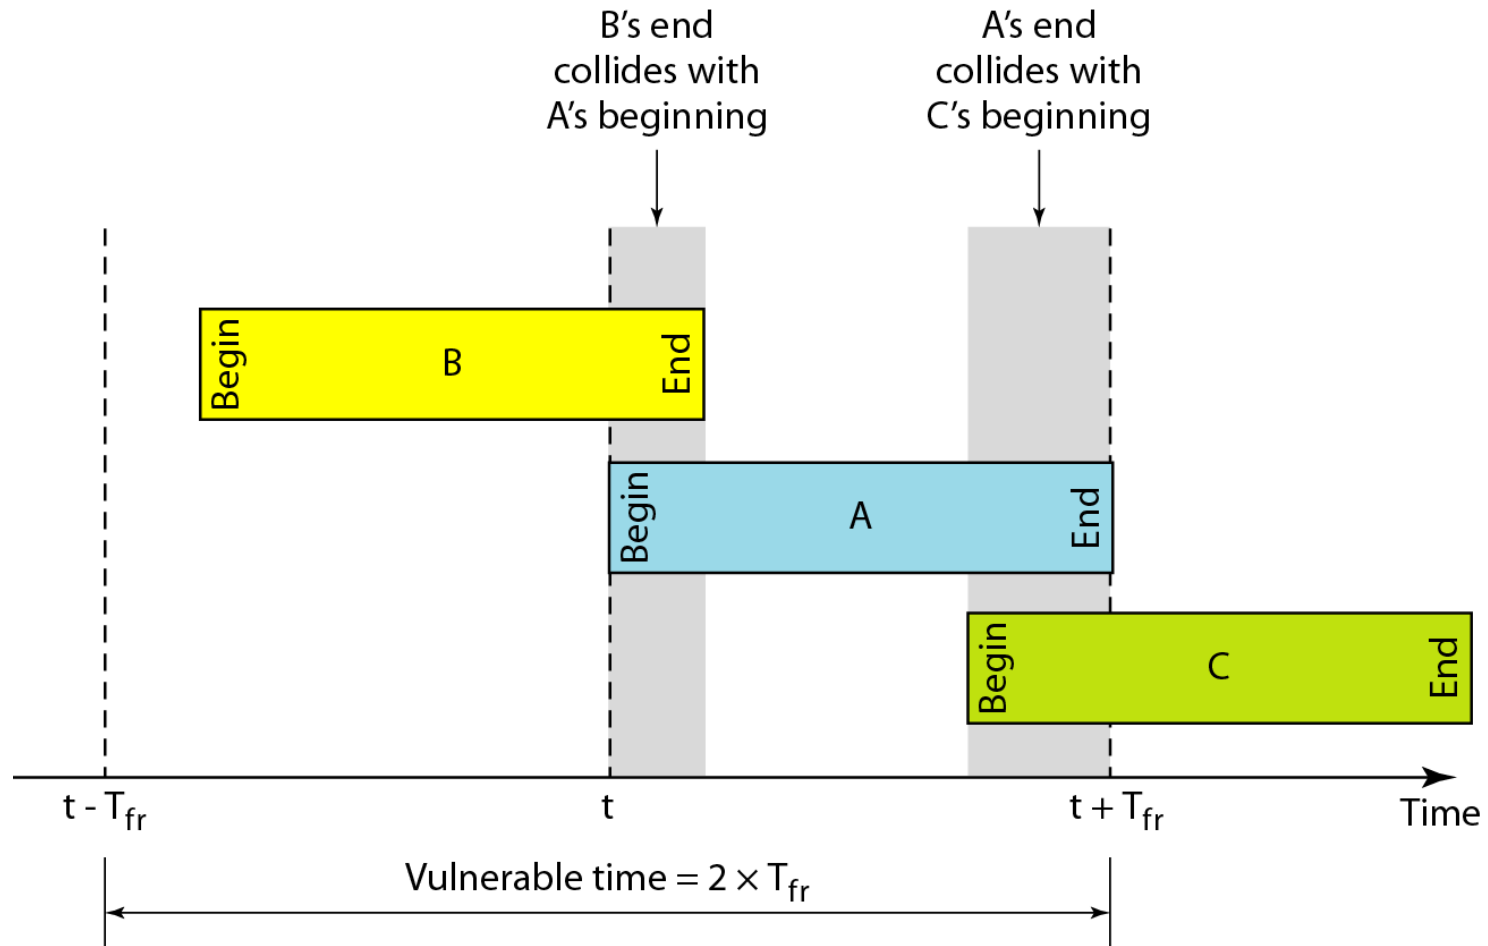 B’s end
collides with
A’s beginning
A’s end
collides with
C’s beginning
Begin
B
End
Begin
A
End
Begin
C
End
t - Tfr
t
t + Tfr
Time
Vulnerable time = 2 × Tfr